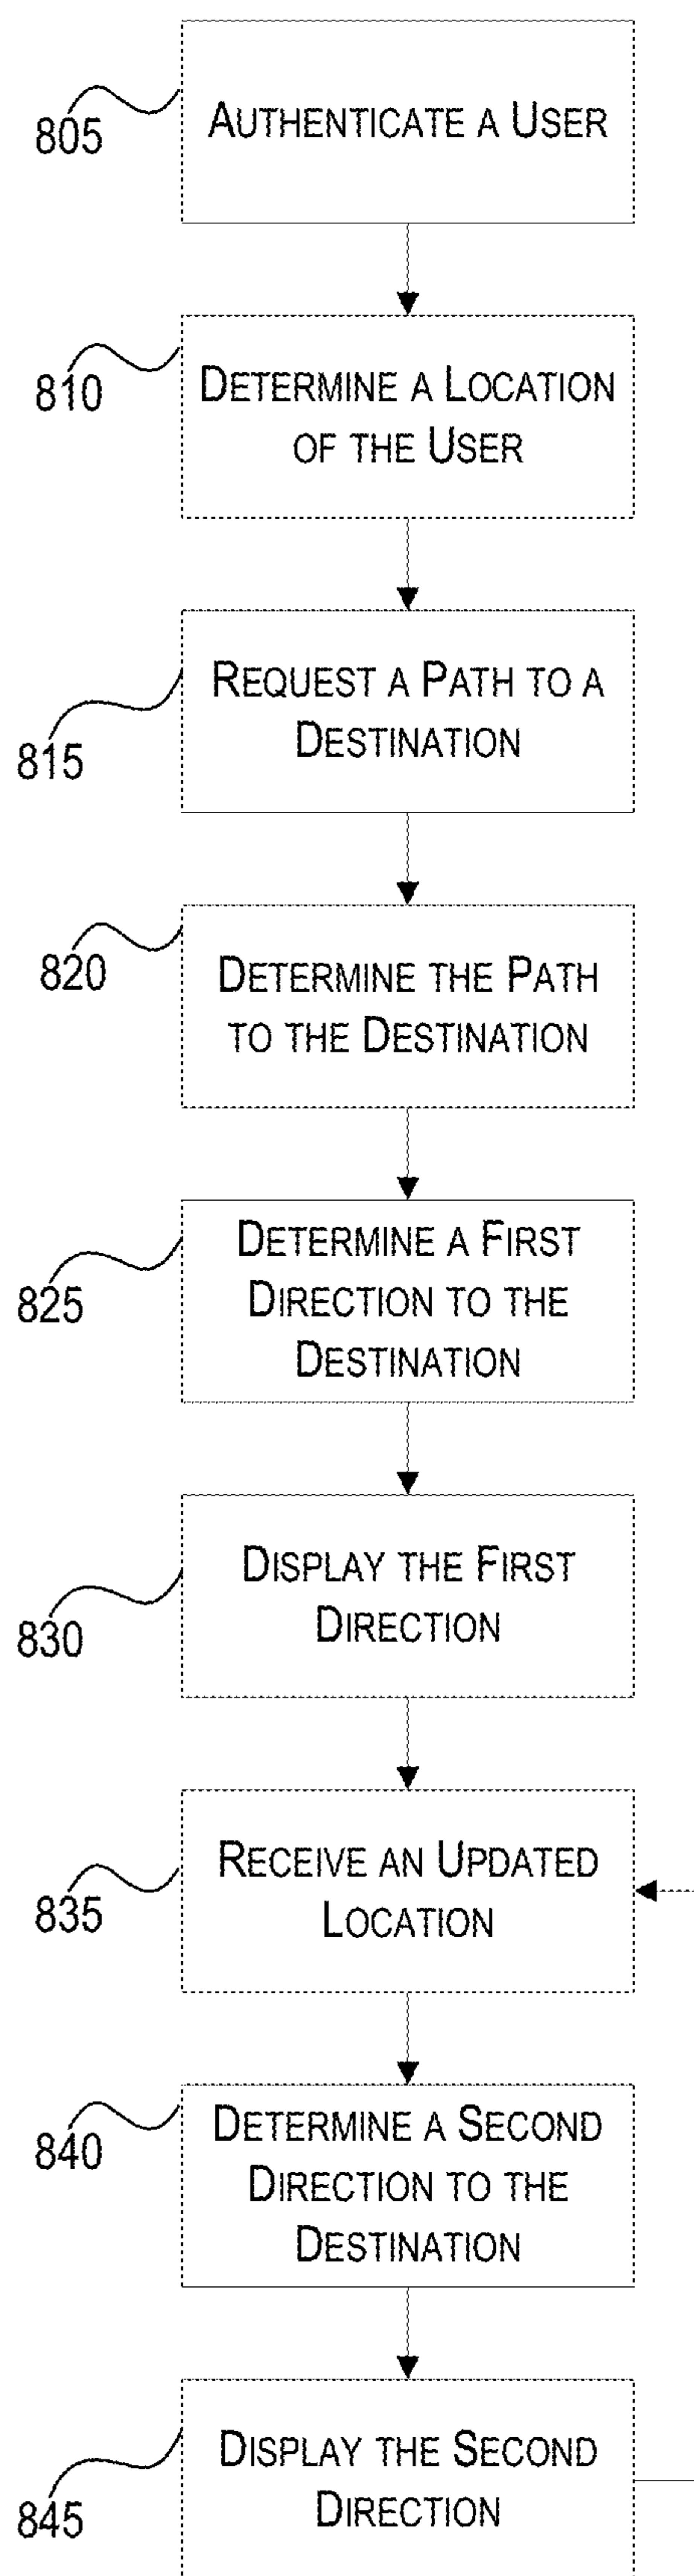 AUTHENTICATE A USER
805
DETERMINE A LOCATION
OF THE USER
810
REQUEST A PATH TO A
DESTINATION
815
DETERMINE THE PATH
TO THE DESTINATION
820
DETERMINE A FIRST
DIRECTION TO THE
DESTINATION
825
DISPLAY THE FIRST
DIRECTION
830
RECEIVE AN UPDATED
LOCATION
835
DETERMINE A SECOND
DIRECTION TO THE
DESTINATION
840
DISPLAY THE SECOND
DIRECTION
845